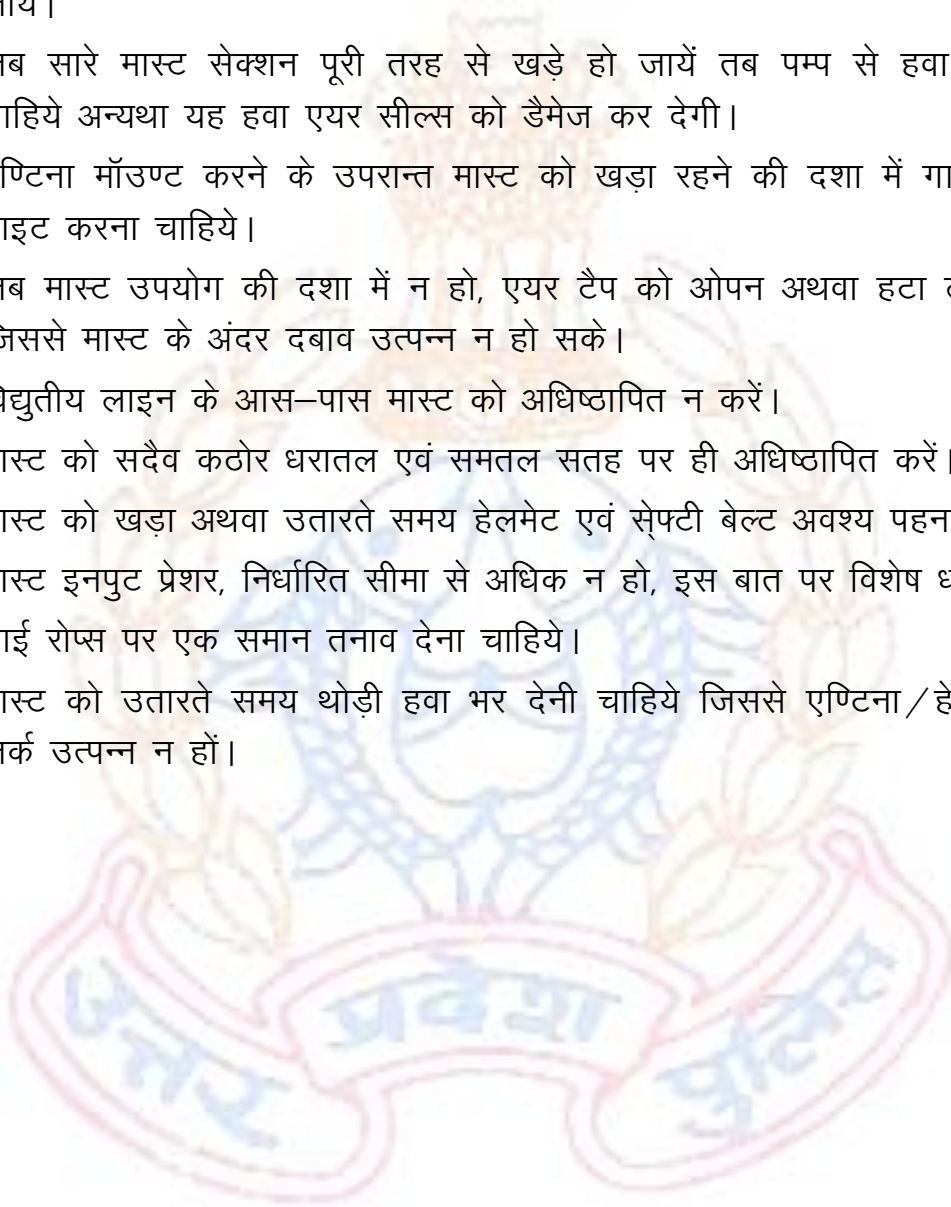 जब सारे मास्ट सेक्शन पूरी तरह से खड़े हो जायें तब पम्प से हवा
चाहिये अन्यथा यह हवा एयर सील्स को डैमेज कर देगी।
एण्टिना मॉउण्ट करने के उपरान्त मास्ट को खड़ा रहने की दशा में
टाइट करना चाहिये।
जब मास्ट उपयोग की दशा में न हो, एयर टैप को ओपन अथवा हटा
जिससे मास्ट के अंदर दबाव उत्पन्न न हो सके।
विद्युतीय लाइन के आस–पास मास्ट को अधिष्ठापित न करें।
मास्ट को सदैव कठोर धरातल एवं समतल सतह पर ही अधिष्ठापित करें।
मास्ट को खड़ा अथवा उतारते समय हेलमेट एवं से्फ्टी बेल्ट अवश्य पहन
मास्ट इनपुट प्रेशर, निर्धारित सीमा से अधिक न हो, इस बात पर विशेष
गाई रोप्स पर एक समान तनाव देना चाहिये।
मास्ट को उतारते समय थोड़ी हवा भर देनी चाहिये जिससे एण्टिना/हे
जर्क उत्पन्न न हों।
उत्तर प्रदेश पुलिस